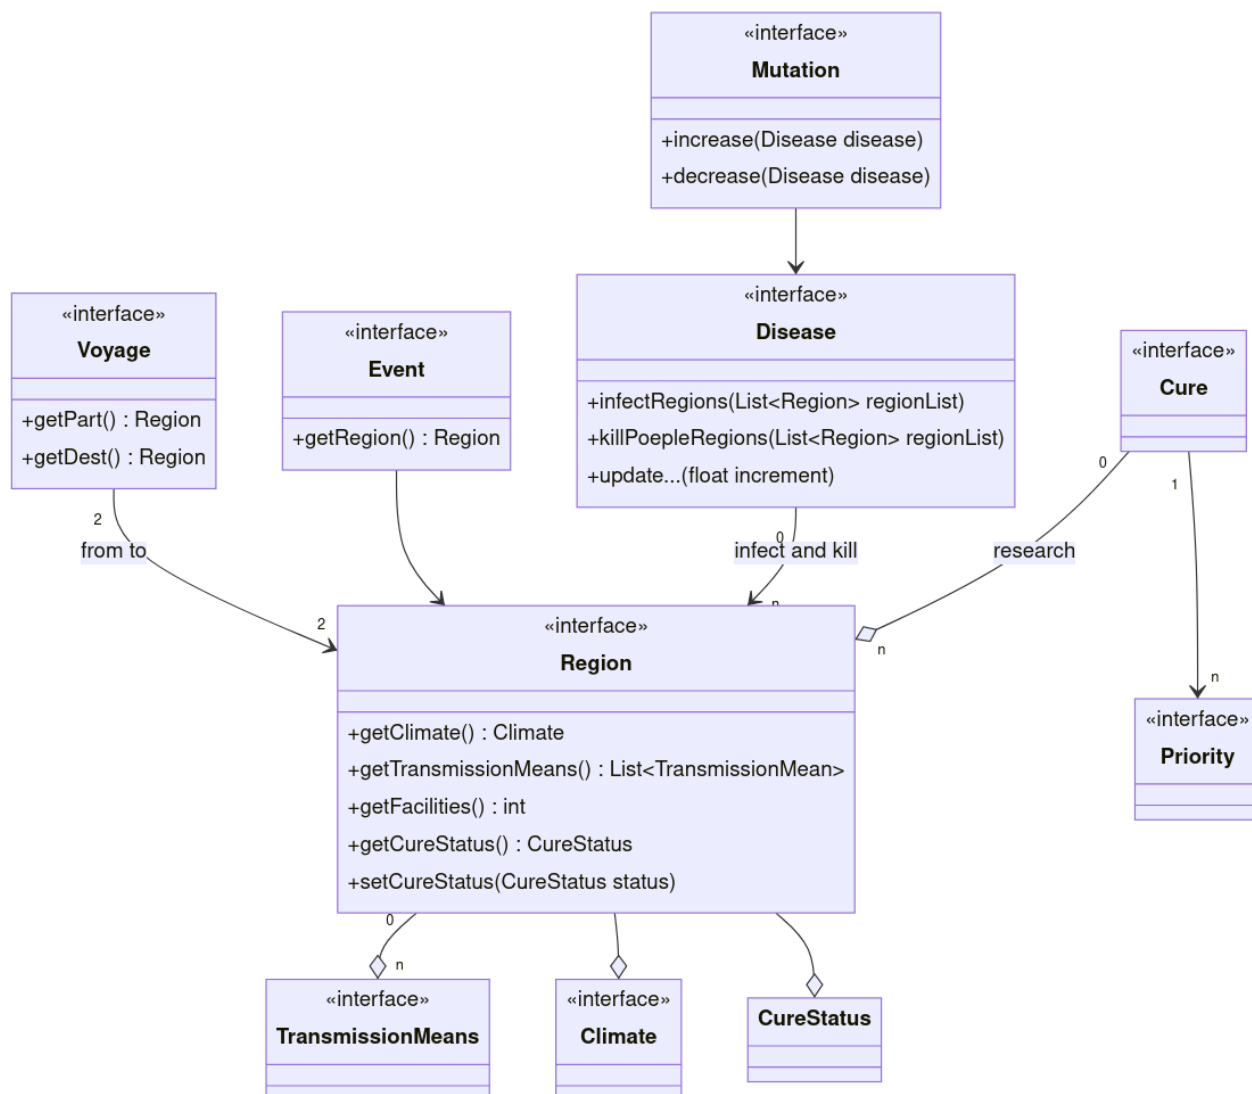 «interface»
Mutation
+increase(Disease disease)
+decrease(Disease disease)
«interface»
Voyage
+getPart() : Region
+getDest() : Region
«interface»
Event
+getRegion() : Region
«interface»
Disease
+infectRegions(List<Region> regionList)
+killPoepleRegions(List<Region> regionList)
+update...(float increment)
«interface»
Cure
2
from to
2
0
infect and kill
n
0
research
n
1
n
«interface»
Region
+getClimate() : Climate
+getTransmissionMeans() : List<TransmissionMean>
+getFacilities() : int
+getCureStatus() : CureStatus
+setCureStatus(CureStatus status)
«interface»
Priority
0
n
«interface»
TransmissionMeans
«interface»
Climate
CureStatus